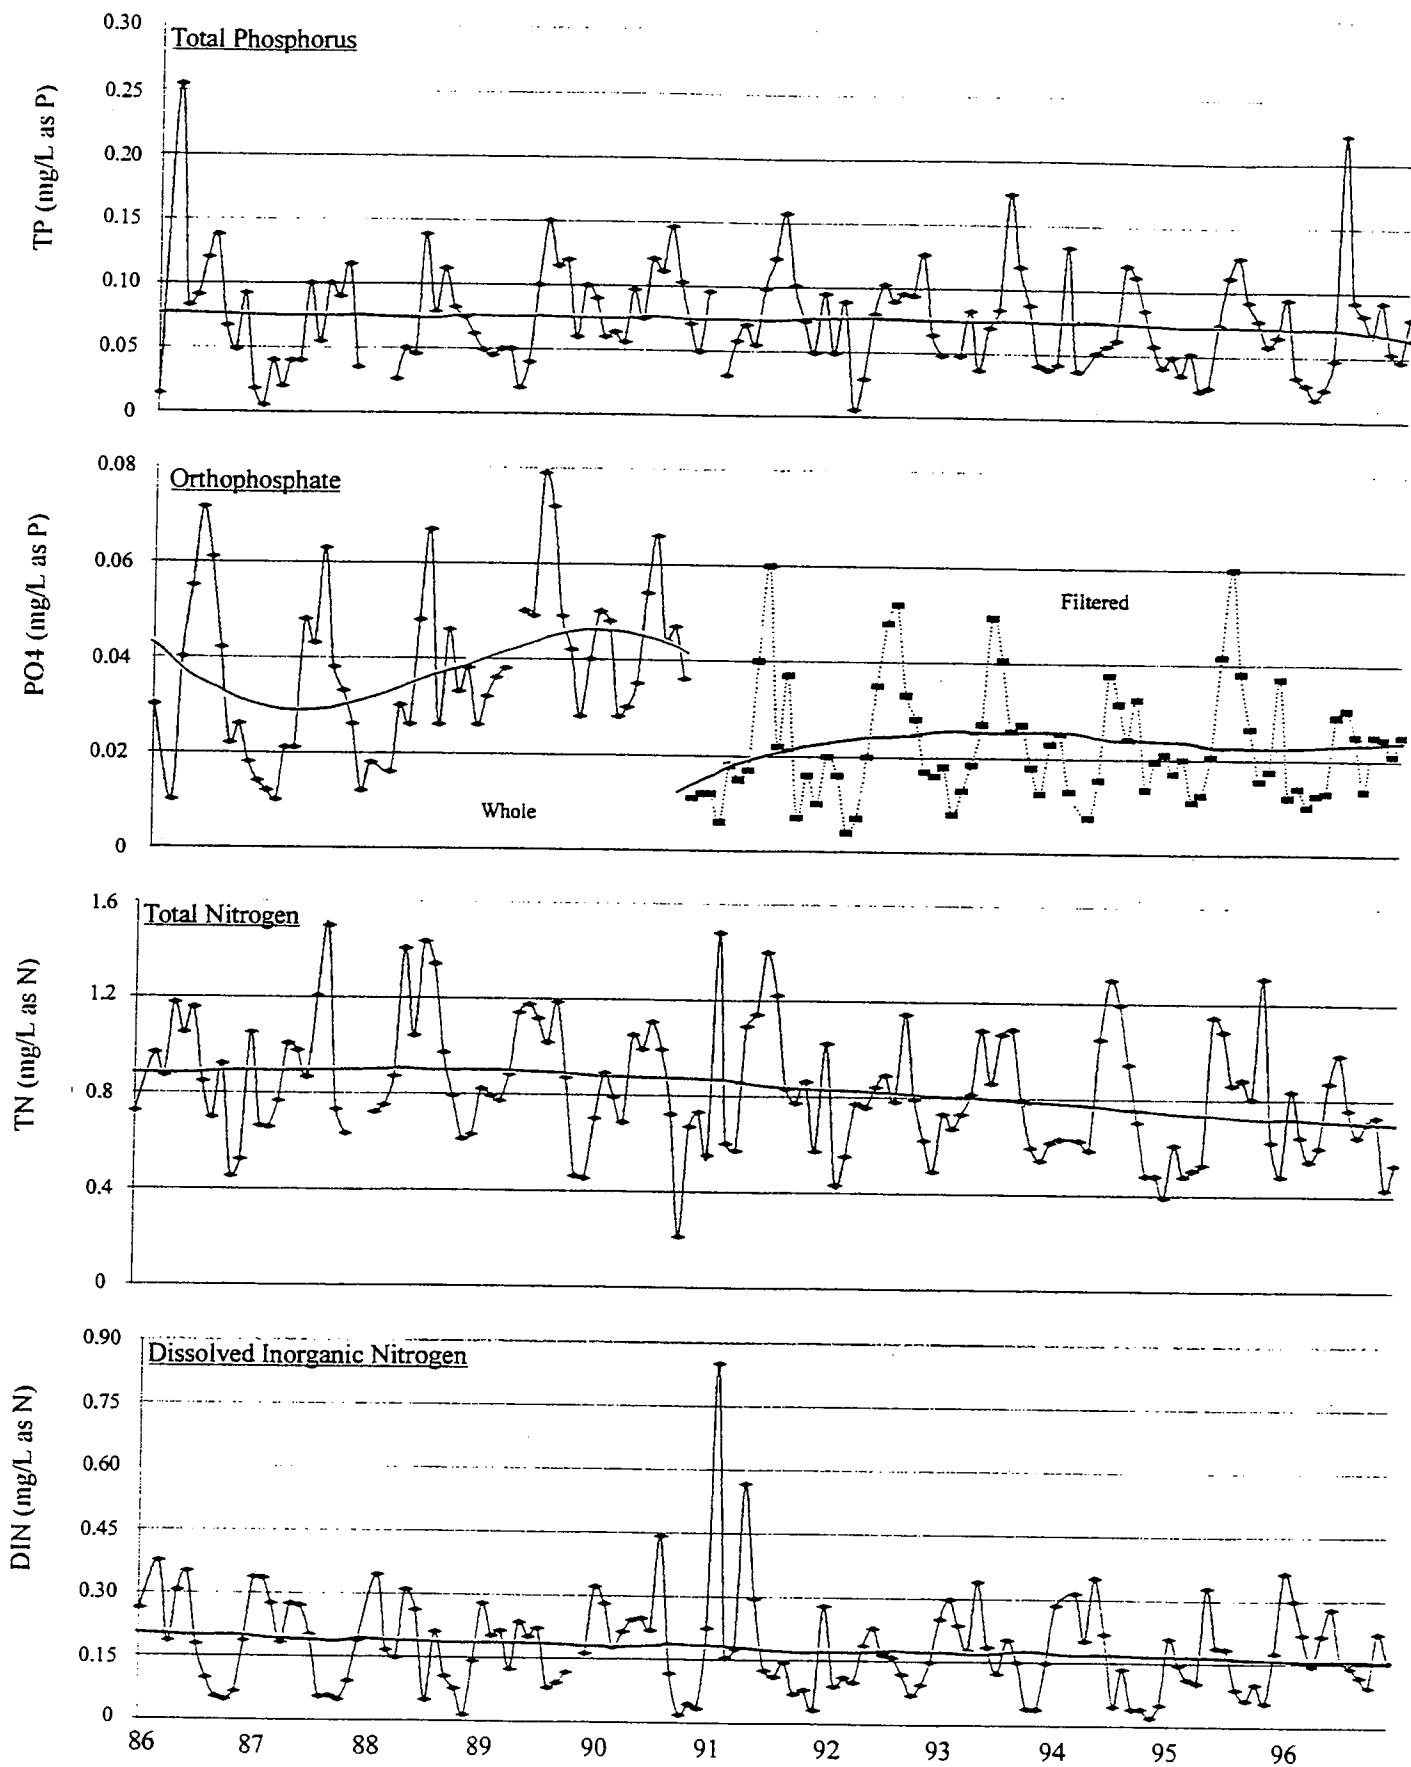 0.30
Total Phosphorus
0.25
0.20
0.15
0.10
0.05
0
TP (mg/L as P)
0.08
Orthophosphate
0.06
Filtered
0.04
0.02
Whole
0
PO4 (mg/L as P)
1.6
Total Nitrogen
1.2
0.8
0.4
0
TN (mg/L as N)
0.90
Dissolved Inorganic Nitrogen
0.75
0.60
0.45
0.30
0.15
0
DIN (mg/L as N)
86 87 88 89 90 91 92 93 94 95 96